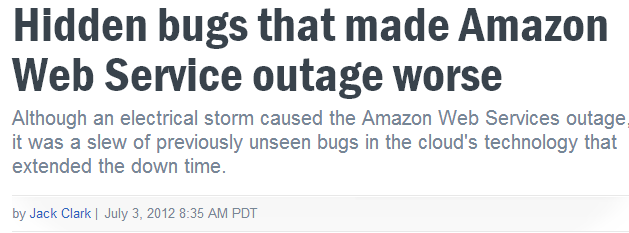 Hidden bugs that made Amazon
Web Service outage worse
Although an electrical storm caused the Amazon Web Services outage,
it was a slew of previously unseen bugs in the cloud's technology that
extended the down time.
by Jack Clark | July 3, 2012 8:35 AM PDT